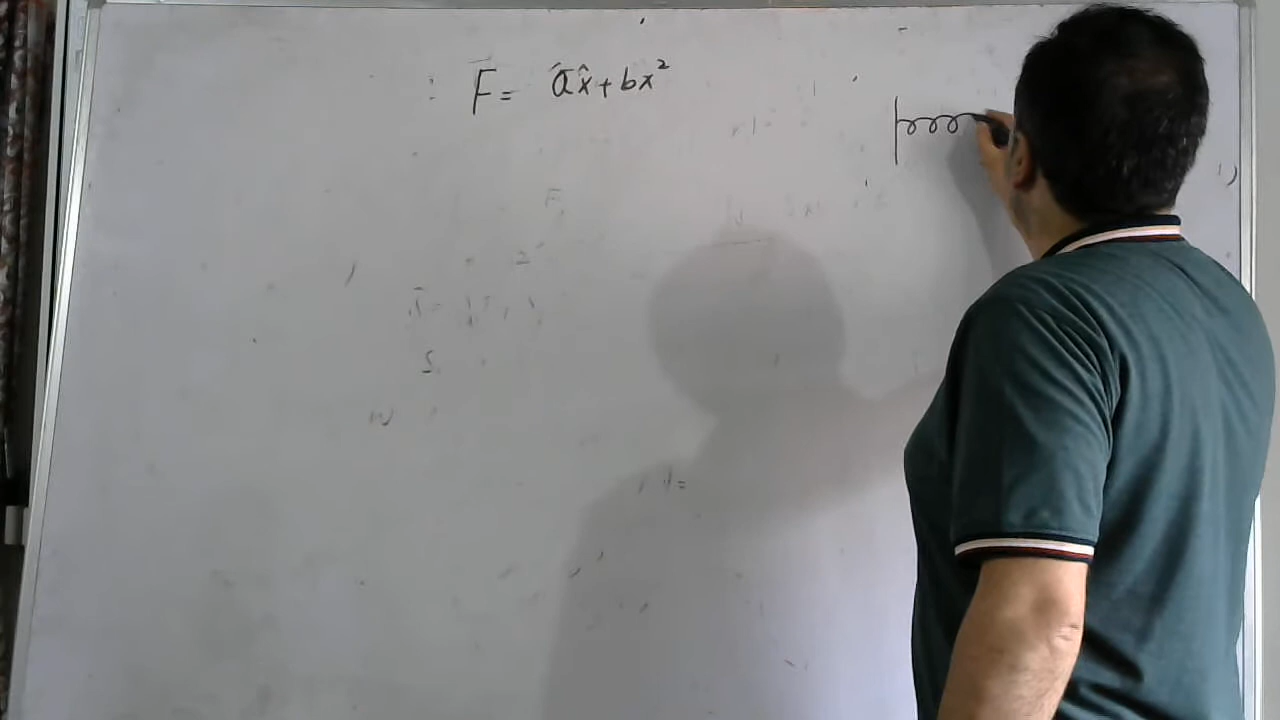 ∴ F = ax + bx²